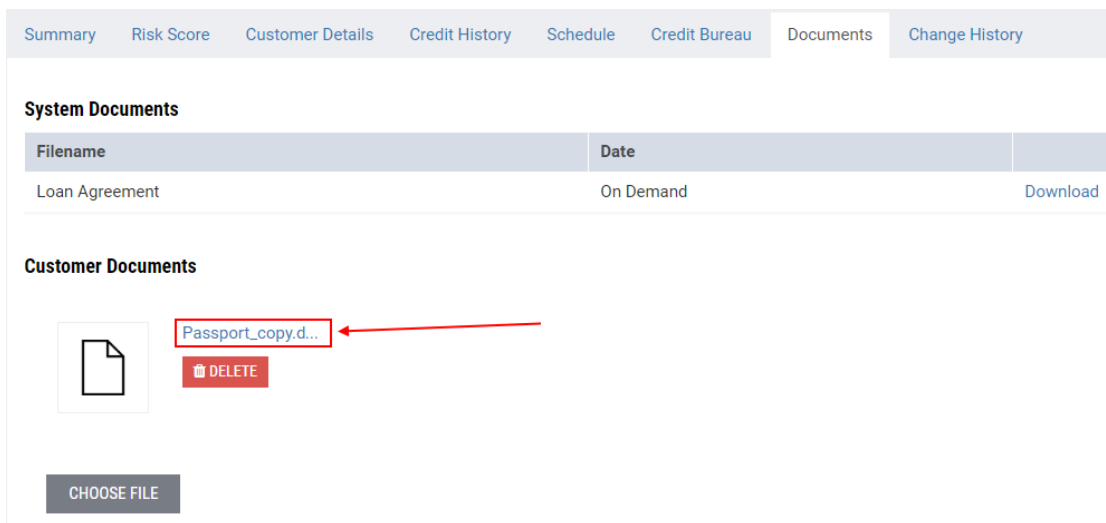 Summary Risk Score Customer Details Credit History Schedule Credit Bureau Documents Change History
System Documents
Filename Date
Loan Agreement On Demand Download
Customer Documents
Passport_copy.d...
DELETE
CHOOSE FILE